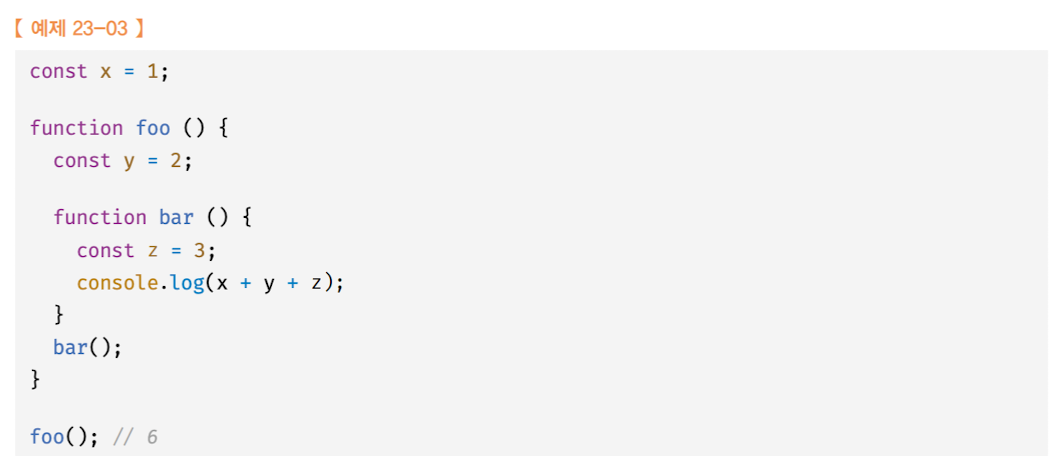 【 예제 23-03 】
const x = 1;
function foo () {
const y = 2;
function bar () {
const z = 3;
console.log(x + y + z);
}
bar();
}
foo(); // 6